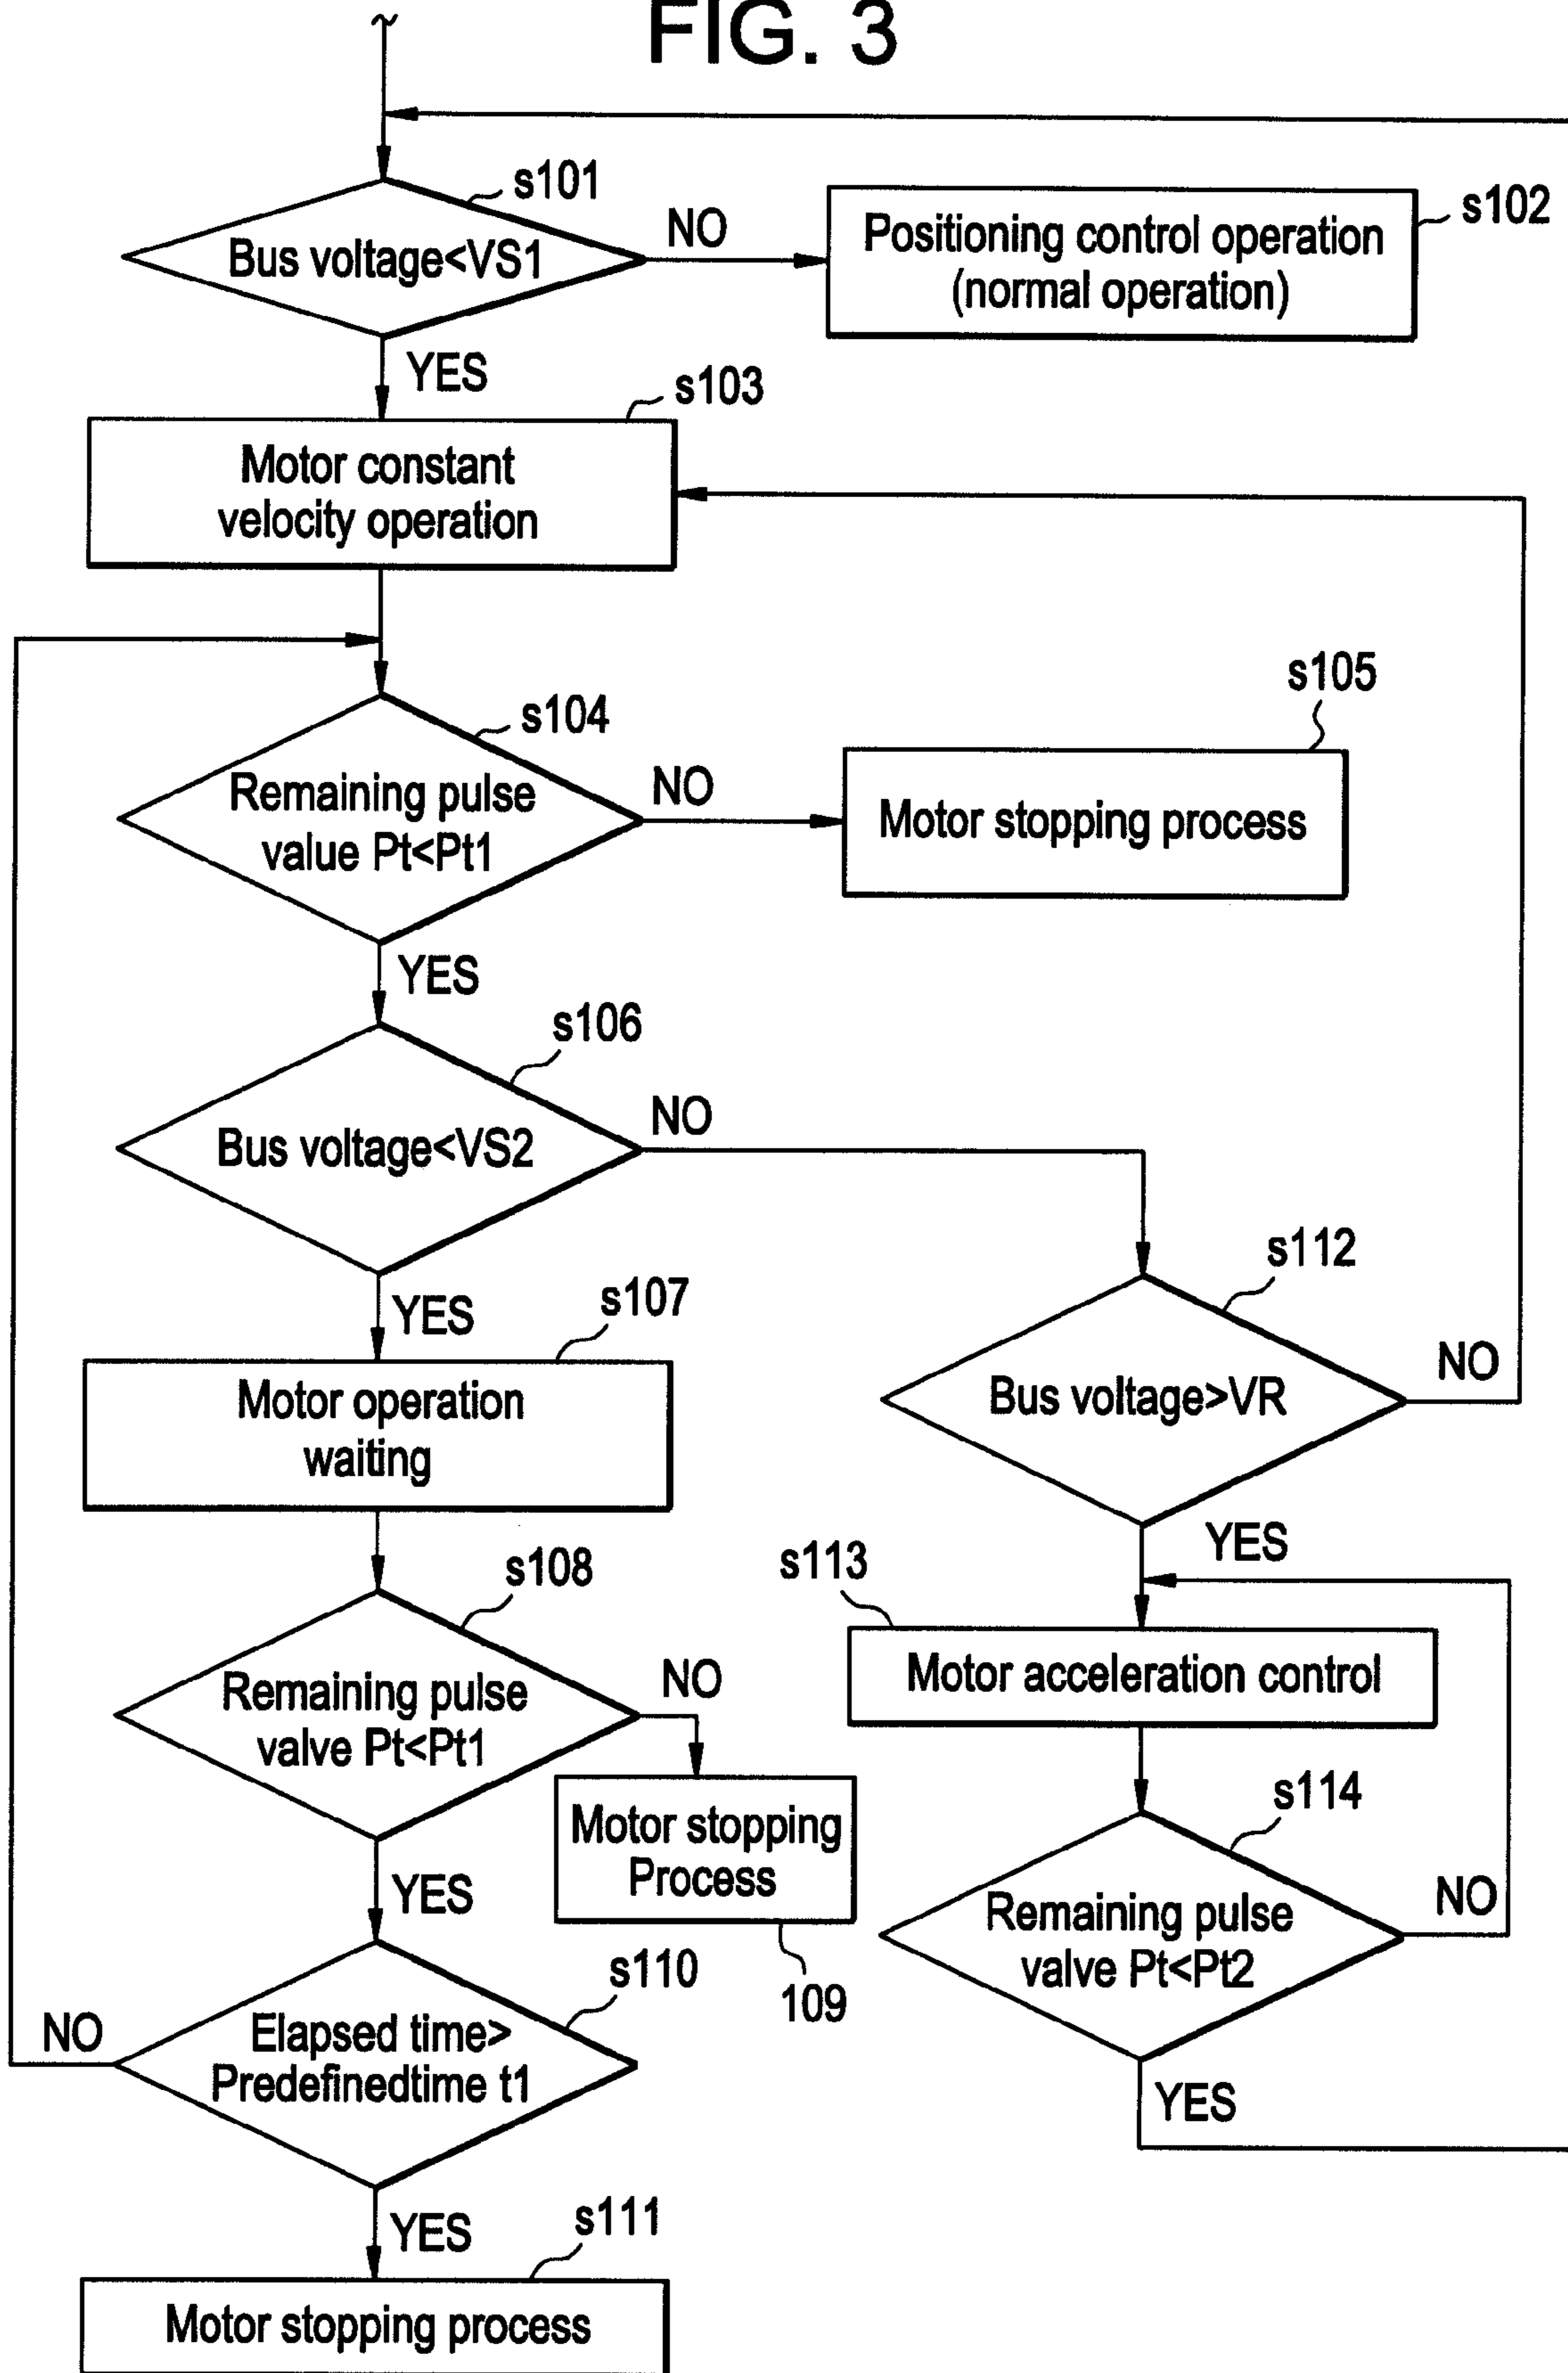 FIG. 3
s101
Bus voltage<VS1
NO
Positioning control operation
(normal operation)
s102
YES
s103
Motor constant
velocity operation
s104
Remaining pulse
value Pt<Pt1
NO
s105
Motor stopping process
YES
s106
Bus voltage<VS2
NO
YES
s107
Motor operation
waiting
s112
Bus voltage>VR
NO
YES
s108
Remaining pulse
valve Pt<Pt1
NO
Motor stopping
Process
109
s113
Motor acceleration control
s114
Remaining pulse
valve Pt<Pt2
NO
YES
YES
s110
Elapsed time>
Predefinedtime t1
NO
YES
s111
Motor stopping process